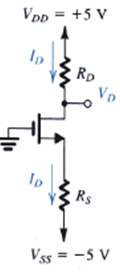 V_DD = +5 V
I_D
R_D
V_D
I_D
R_S
V_SS = −5 V